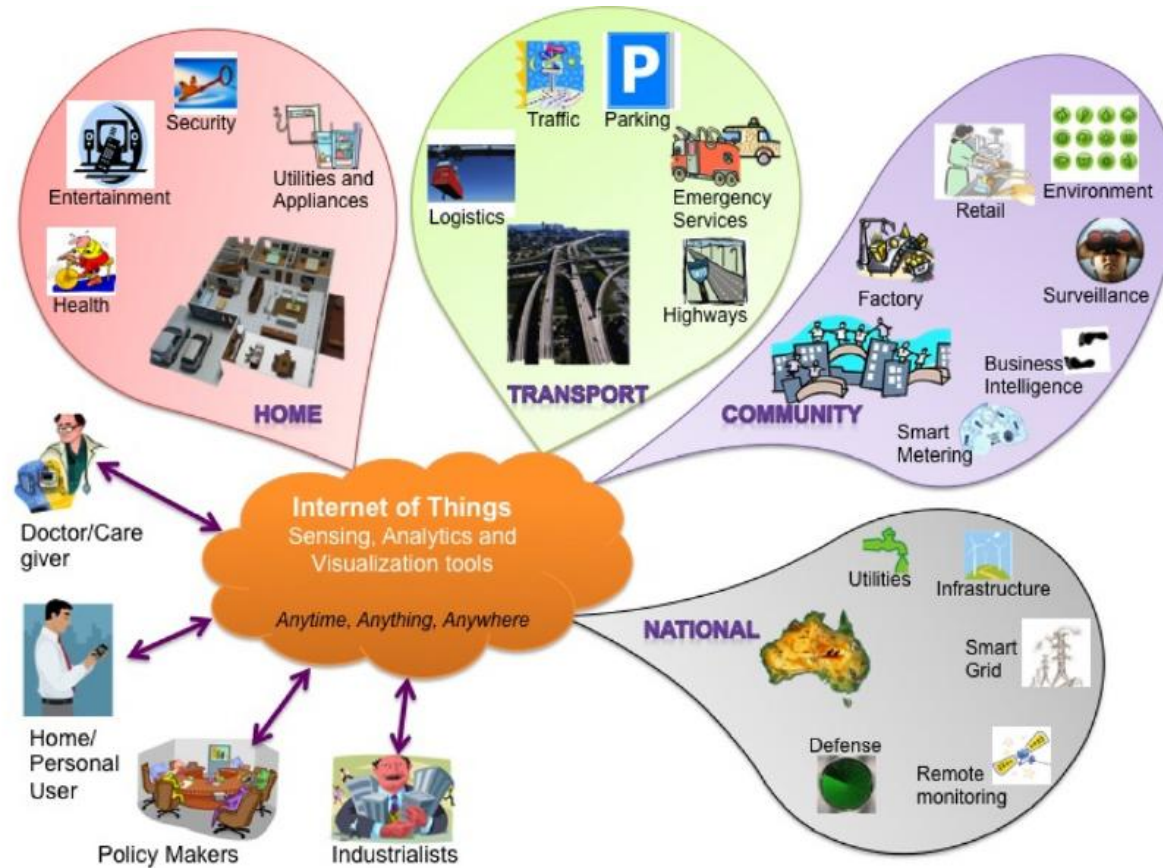 Security
Entertainment
Utilities and
Appliances
Health
HOME
Traffic
P
Parking
Logistics
Emergency
Services
Highways
TRANSPORT
Retail
Environment
Factory
Surveillance
Business
Intelligence
COMMUNITY
Smart
Metering
Internet of Things
Sensing, Analytics and
Visualization tools
Anytime, Anything, Anywhere
Doctor/Care
giver
Home/
Personal
User
Policy Makers
Industrialists
Utilities
Infrastructure
NATIONAL
Smart
Grid
Defense
Remote
monitoring